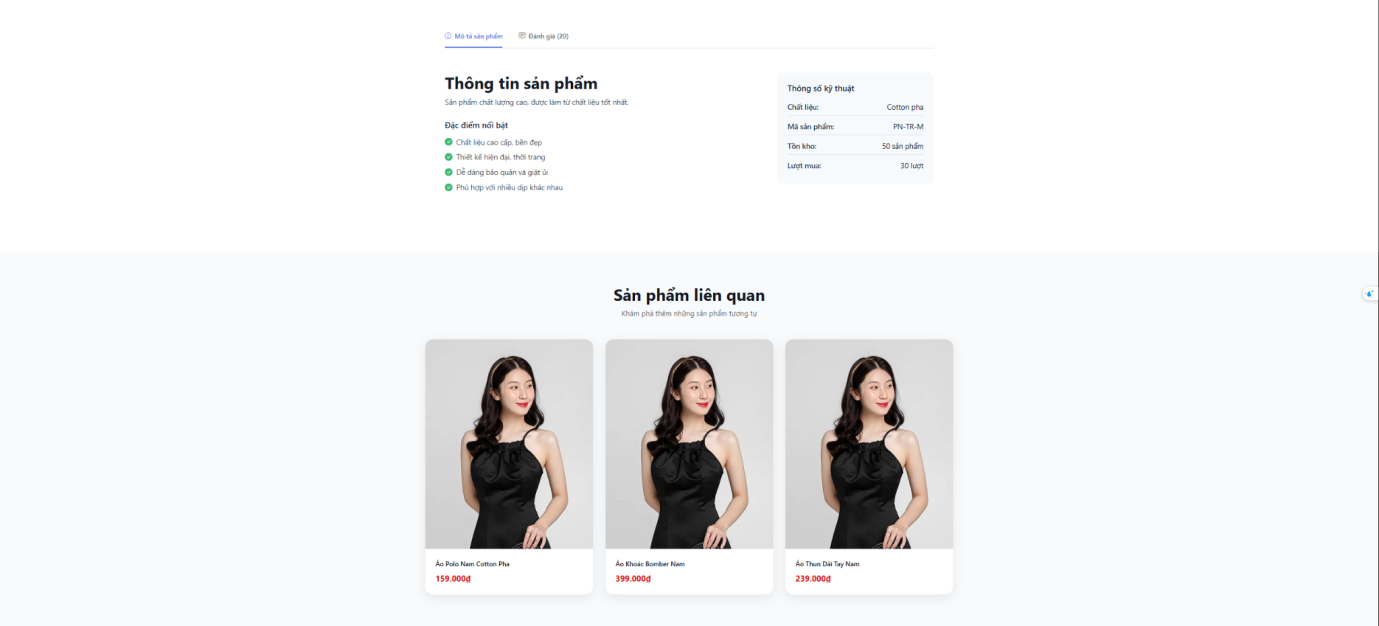 Mô tả sản phẩm
Đánh giá (20)
Thông tin sản phẩm
Sản phẩm chất lượng cao, được làm từ chất liệu tốt nhất.
Đặc điểm nổi bật
Chất liệu cao cấp, bền đẹp
Thiết kế hiện đại, thời trang
Dễ dàng bảo quản và giặt ủi
Phù hợp với nhiều dịp khác nhau
Thông số kỹ thuật
Chất liệu: Cotton pha
Mã sản phẩm: PN-TR-M
Tồn kho: 50 sản phẩm
Lượt mua: 30 lượt
Sản phẩm liên quan
Khám phá thêm những sản phẩm tương tự
Áo Polo Nam Cotton Pha
159.000₫
Áo Khoác Bomber Nam
399.000₫
Áo Thun Dài Tay Nam
239.000₫